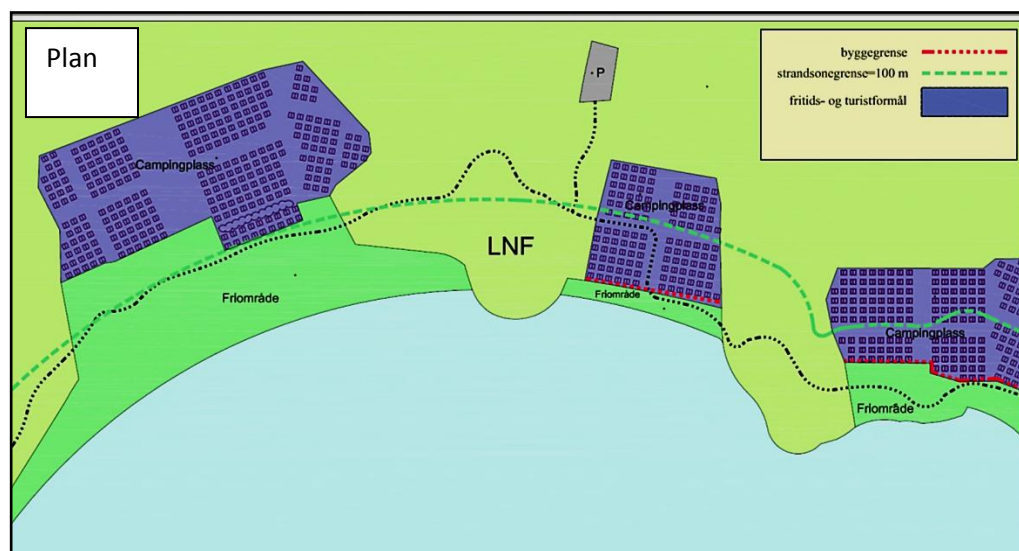 Plan
byggegrense
strandsonegrense=100 m
fritids- og turistformål
P
Campingplass
Campingplass
LNF
Friområde
Friområde
Campingplass
Friområde